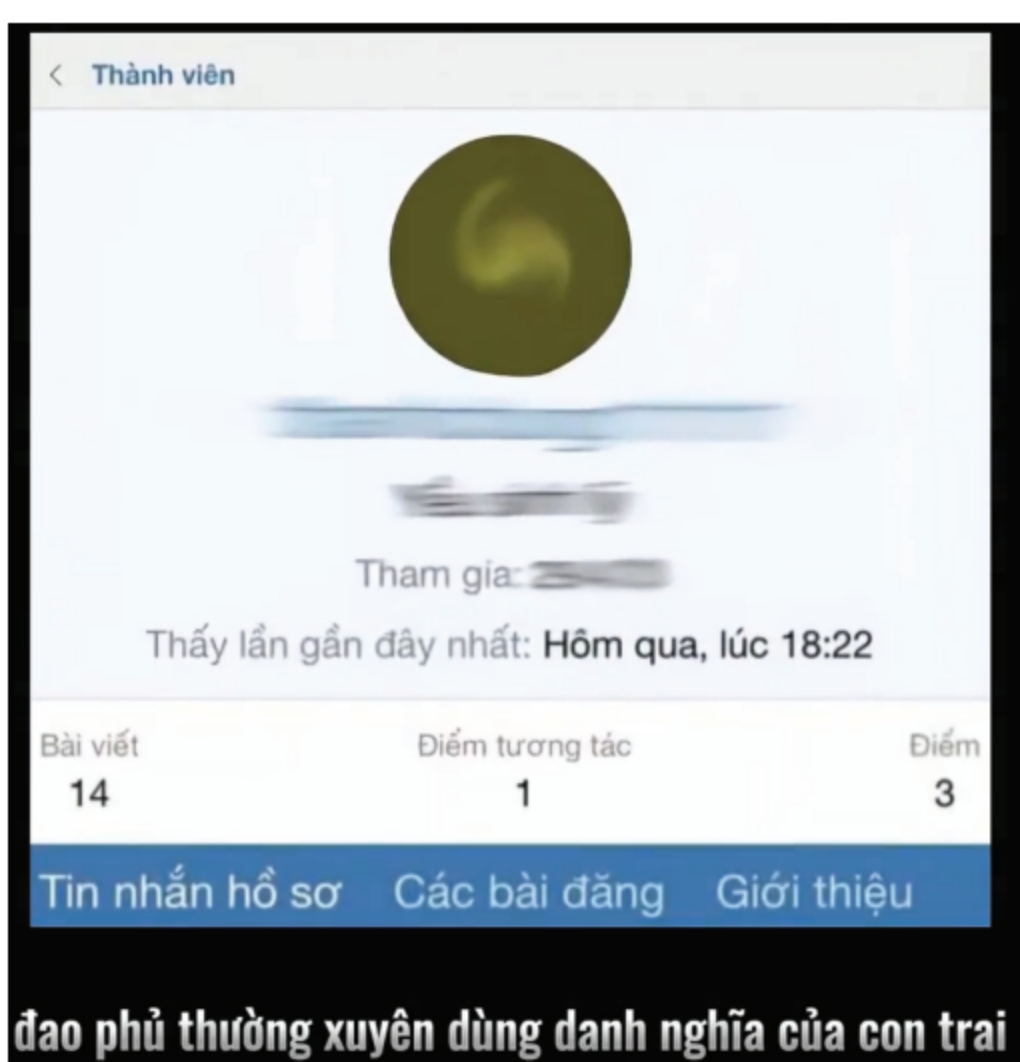 Thành viên
Tham gia:
Thấy lần gần đây nhất: Hôm qua, lúc 18:22
Bài viết Điểm tương tác Điểm
14 1 3
Tin nhắn hồ sơ Các bài đăng Giới thiệu
đao phủ thường xuyên dùng danh nghĩa của con trai